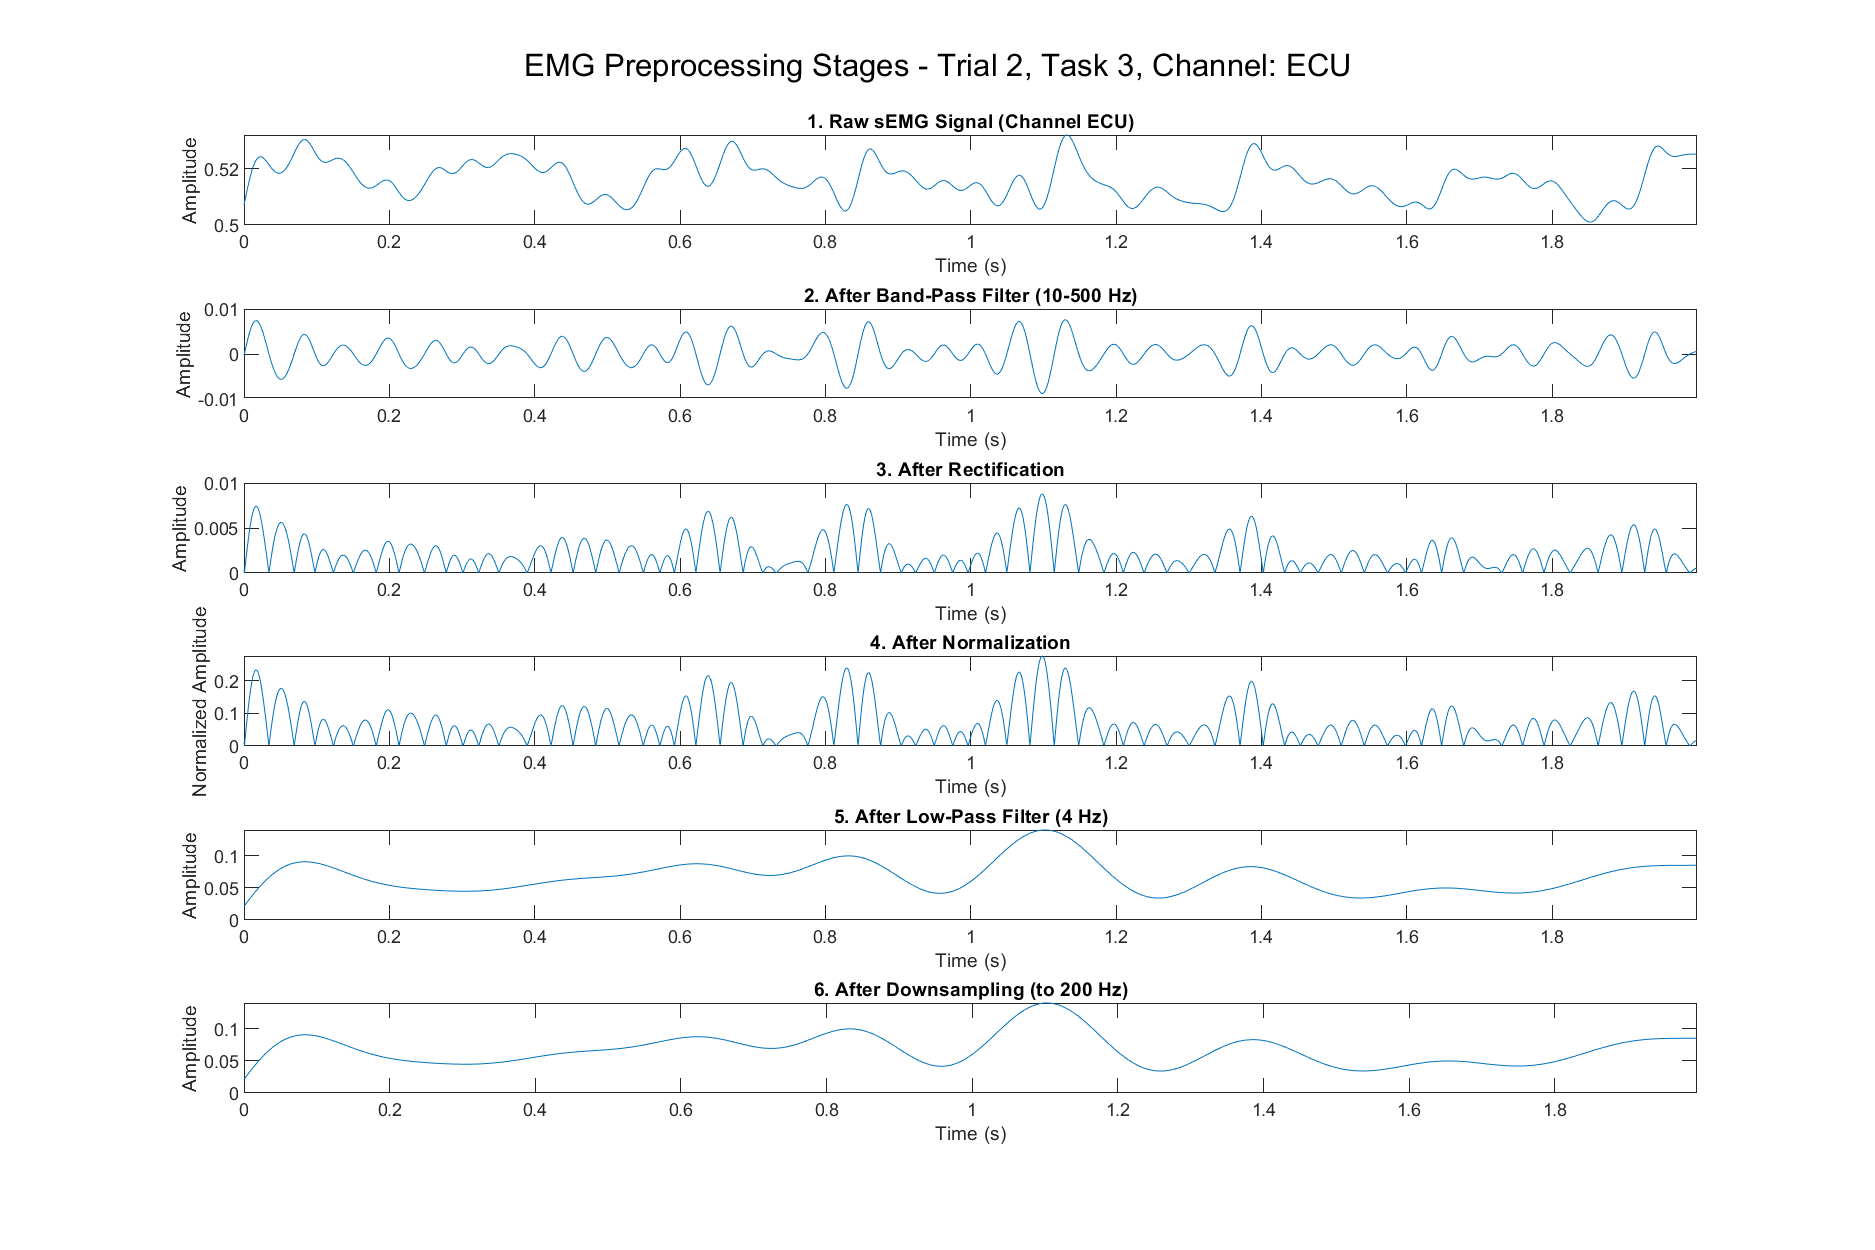 EMG Preprocessing Stages - Trial 2, Task 3, Channel: ECU
1. Raw sEMG Signal (Channel ECU)
Amplitude
0.52
0.5
0 0.2 0.4 0.6 0.8 1 1.2 1.4 1.6 1.8
Time (s)
2. After Band-Pass Filter (10-500 Hz)
Amplitude
0.01
0
-0.01
0 0.2 0.4 0.6 0.8 1 1.2 1.4 1.6 1.8
Time (s)
3. After Rectification
Amplitude
0.01
0.005
0
0 0.2 0.4 0.6 0.8 1 1.2 1.4 1.6 1.8
Time (s)
4. After Normalization
Normalized Amplitude
0.2
0.1
0
0 0.2 0.4 0.6 0.8 1 1.2 1.4 1.6 1.8
Time (s)
5. After Low-Pass Filter (4 Hz)
Amplitude
0.1
0.05
0
0 0.2 0.4 0.6 0.8 1 1.2 1.4 1.6 1.8
Time (s)
6. After Downsampling (to 200 Hz)
Amplitude
0.1
0.05
0
0 0.2 0.4 0.6 0.8 1 1.2 1.4 1.6 1.8
Time (s)